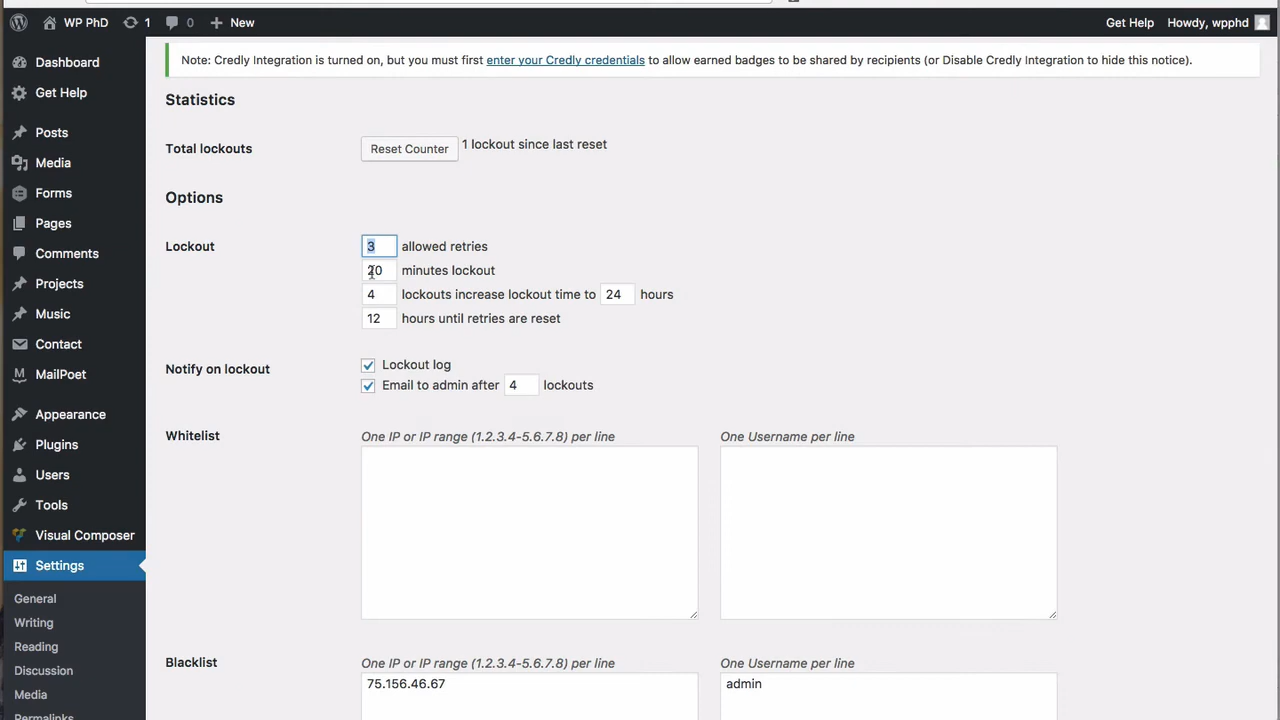 WP PhD 1 0 New Get Help Howdy, wpphd
Dashboard
Get Help
Posts
Media
Forms
Pages
Comments
Projects
Music
Contact
MailPoet
Appearance
Plugins
Users
Tools
Visual Composer
Settings
General
Writing
Reading
Discussion
Media
Permalinks
Note: Credly Integration is turned on, but you must first enter your Credly credentials to allow earned badges to be shared by recipients (or Disable Credly Integration to hide this notice).
Statistics
Total lockouts Reset Counter 1 lockout since last reset
Options
Lockout 3 allowed retries
20 minutes lockout
4 lockouts increase lockout time to 24 hours
12 hours until retries are reset
Notify on lockout Lockout log
Email to admin after 4 lockouts
Whitelist One IP or IP range (1.2.3.4-5.6.7.8) per line One Username per line
Blacklist One IP or IP range (1.2.3.4-5.6.7.8) per line One Username per line
75.156.46.67 admin